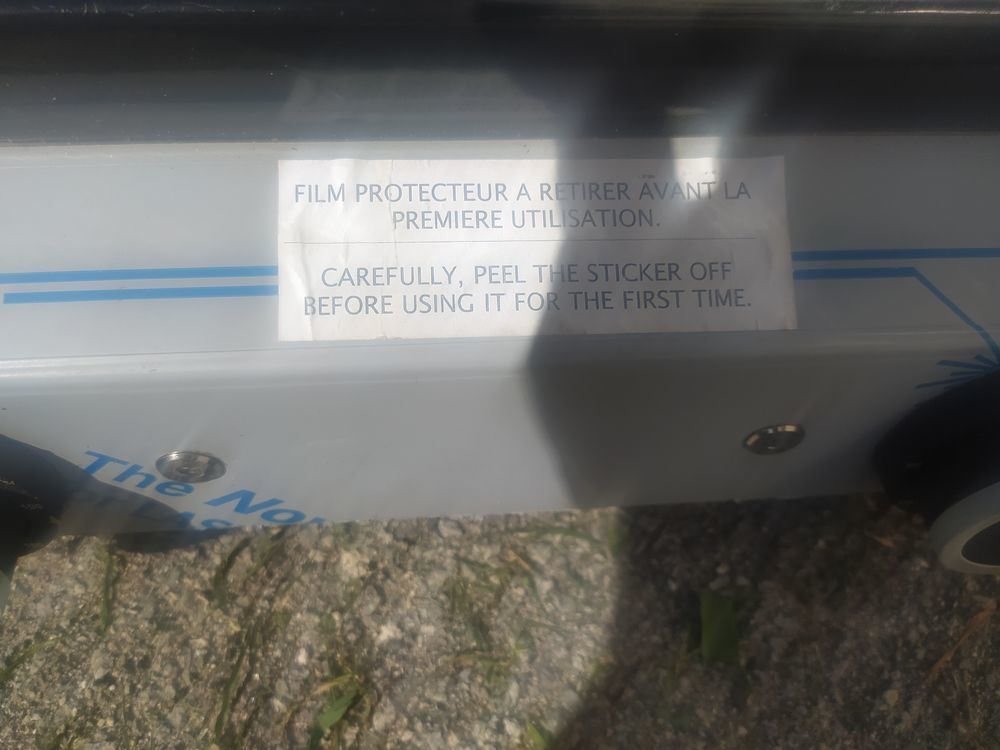 FILM PROTECTEUR A RETIRER AVANT LA
PREMIERE UTILISATION.
CAREFULLY, PEEL THE STICKER OFF
BEFORE USING IT FOR THE FIRST TIME.
The